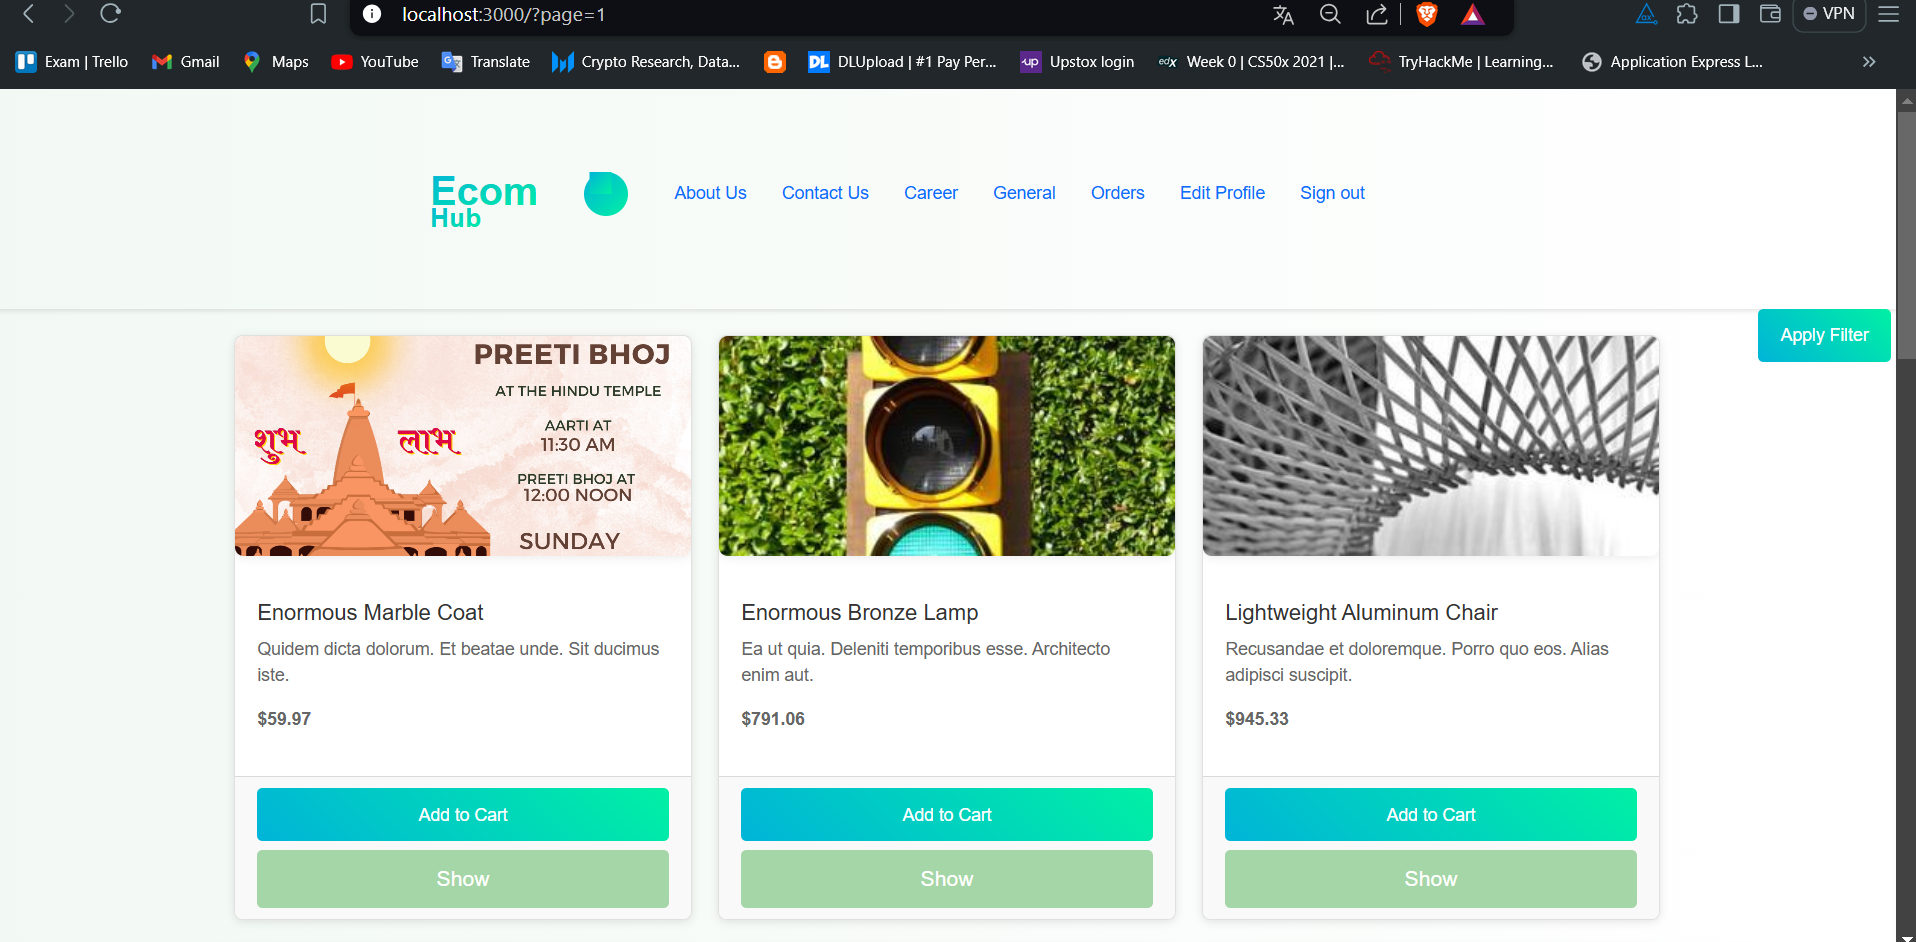 localhost:3000/?page=1
VPN
Exam | Trello
Gmail
Maps
YouTube
Translate
Crypto Research, Data...
DL
DLUpload | #1 Pay Per...
up
Upstox login
edX
Week 0 | CS50x 2021 |...
TryHackMe | Learning...
Application Express L...
Ecom
Hub
About Us
Contact Us
Career
General
Orders
Edit Profile
Sign out
Apply Filter
PREETI BHOJ
AT THE HINDU TEMPLE
शुभ
लाभ
AARTI AT
11:30 AM
PREETI BHOJ AT
12:00 NOON
SUNDAY
Enormous Marble Coat
Quidem dicta dolorum. Et beatae unde. Sit ducimus
iste.
$59.97
Add to Cart
Show
Enormous Bronze Lamp
Ea ut quia. Deleniti temporibus esse. Architecto
enim aut.
$791.06
Add to Cart
Show
Lightweight Aluminum Chair
Recusandae et doloremque. Porro quo eos. Alias
adipisci suscipit.
$945.33
Add to Cart
Show